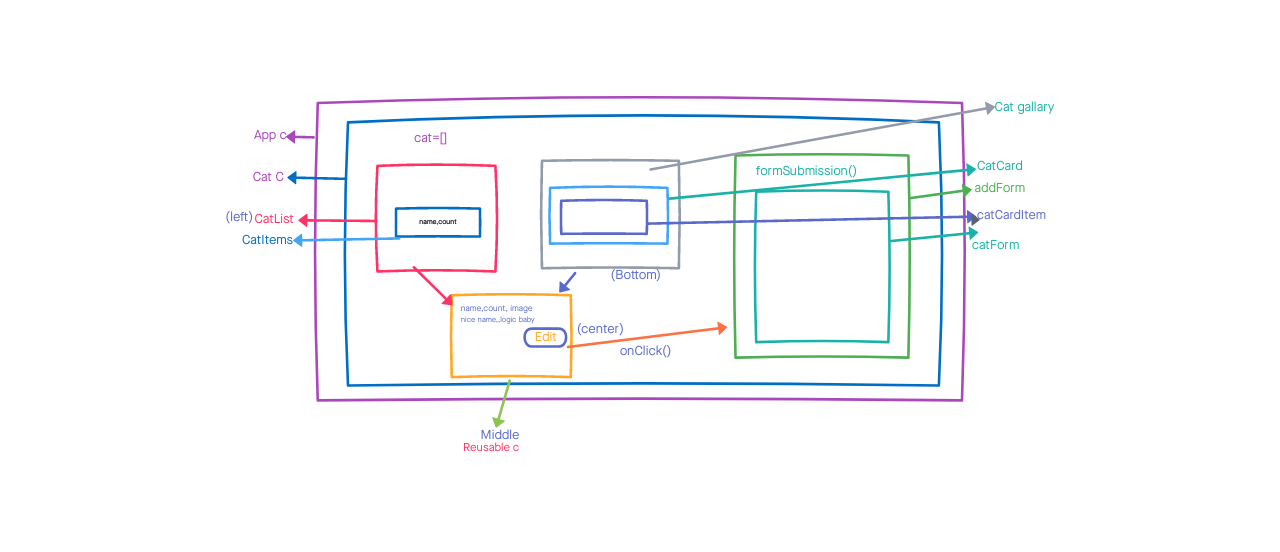 Cat gallary
App c
cat=[]
CatCard
formSubmission()
Cat C
addForm
(left) CatList
name,count
catCardItem
CatItems
catForm
(Bottom)
name,count, image
nice name,,logic baby
(center)
Edit
onClick()
Middle
Reusable c